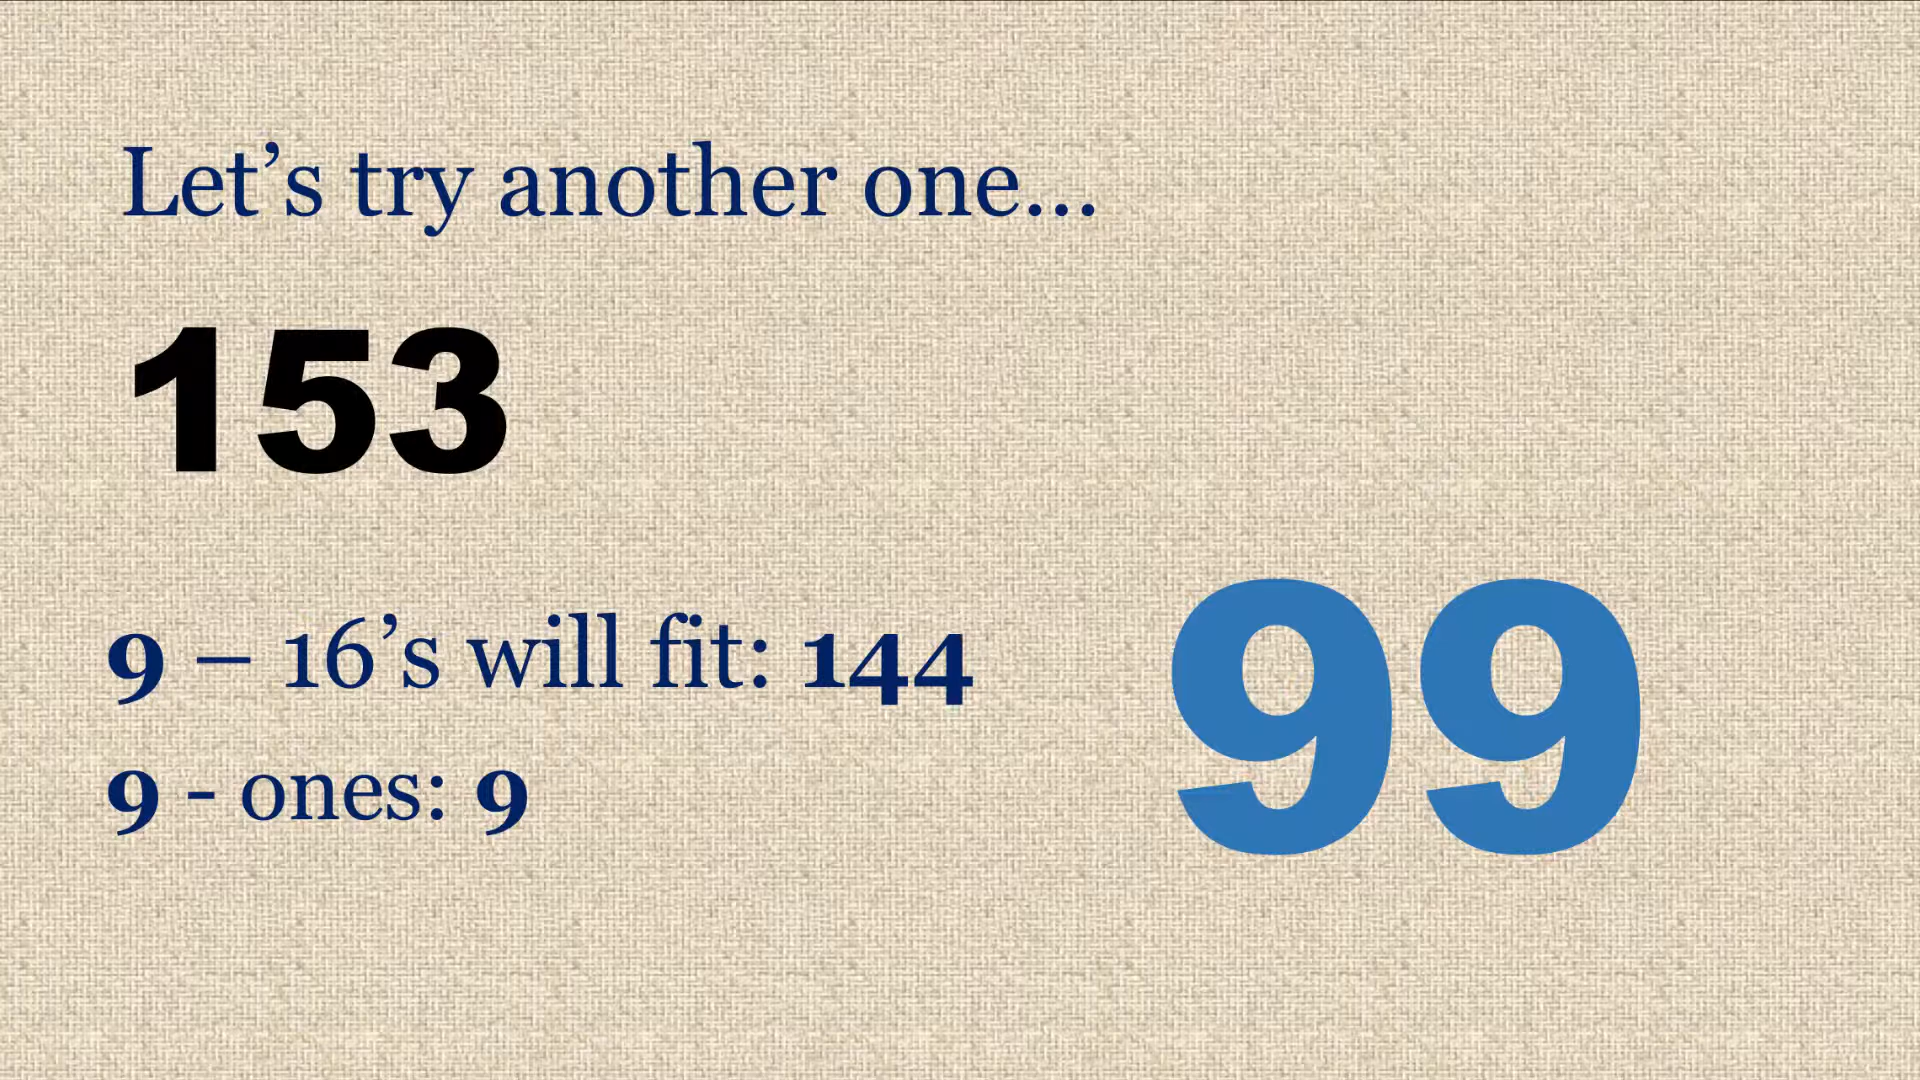 Let’s try another one...
153
9 – 16’s will fit: 144
9 - ones: 9
99